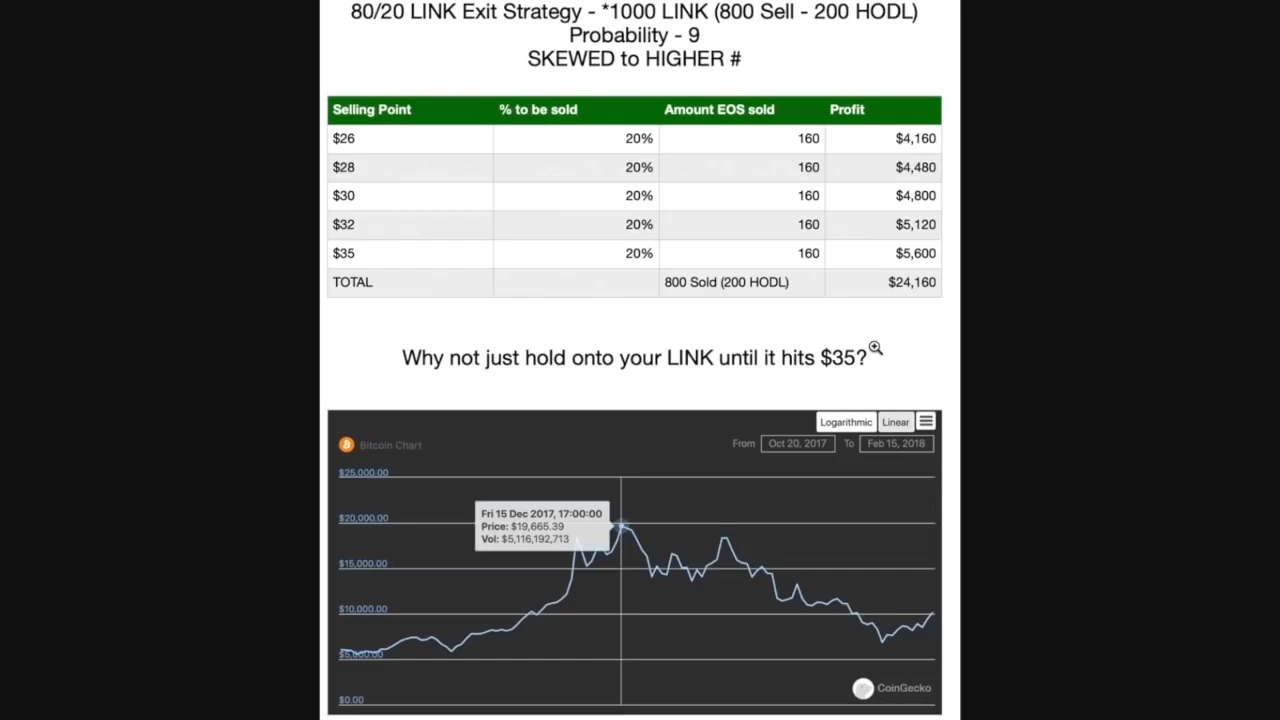 80/20 LINK Exit Strategy - *1000 LINK (800 Sell - 200 HODL)
Probability - 9
SKEWED to HIGHER #
Selling Point % to be sold Amount EOS sold Profit
$26 20% 160 $4,160
$28 20% 160 $4,480
$30 20% 160 $4,800
$32 20% 160 $5,120
$35 20% 160 $5,600
TOTAL 800 Sold (200 HODL) $24,160
Why not just hold onto your LINK until it hits $35?
Logarithmic Linear
Bitcoin Chart From Oct 20, 2017 To Feb 15, 2018
$25,000.00
$20,000.00
Fri 15 Dec 2017, 17:00:00
Price: $19,665.39
Vol: $5,116,192,713
$15,000.00
$10,000.00
$5,000.00
$0.00
CoinGecko